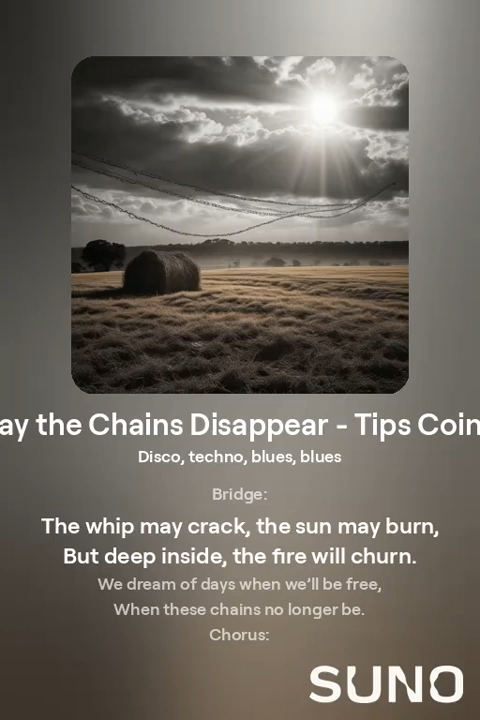 ay the Chains Disappear - Tips Coin
Disco, techno, blues, blues
Bridge:
The whip may crack, the sun may burn,
But deep inside, the fire will churn.
We dream of days when we'll be free,
When these chains no longer be.
Chorus:
SUNO